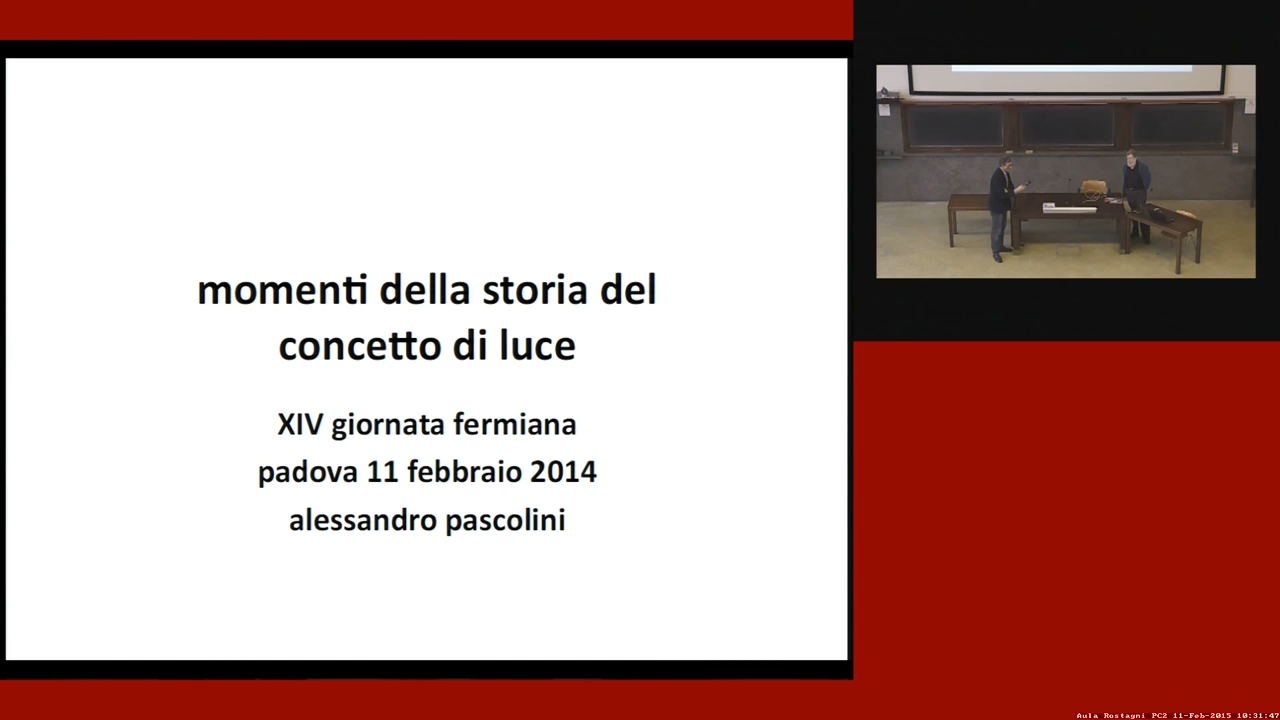 momenti della storia del
concetto di luce
XIV giornata fermiana
padova 11 febbraio 2014
alessandro pascolini
Aula Rostagni PC2 11-Feb-2015 10:31:47